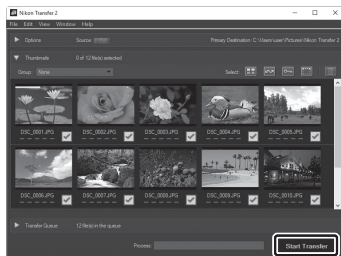 Nikon Transfer 2
File Edit View Window Help
Options Source: Primary Destination: C:\Users\user\Pictures\Nikon Transfer 2
Thumbnails 0 of 12 file(s) selected
Group: None Select:
DSC_0001.JPG DSC_0002.JPG DSC_0003.JPG DSC_0004.JPG DSC_0005.JPG
DSC_0006.JPG DSC_0007.JPG DSC_0008.JPG DSC_0009.JPG DSC_0010.JPG
Transfer Queue 12 file(s) in the queue
Process: Start Transfer